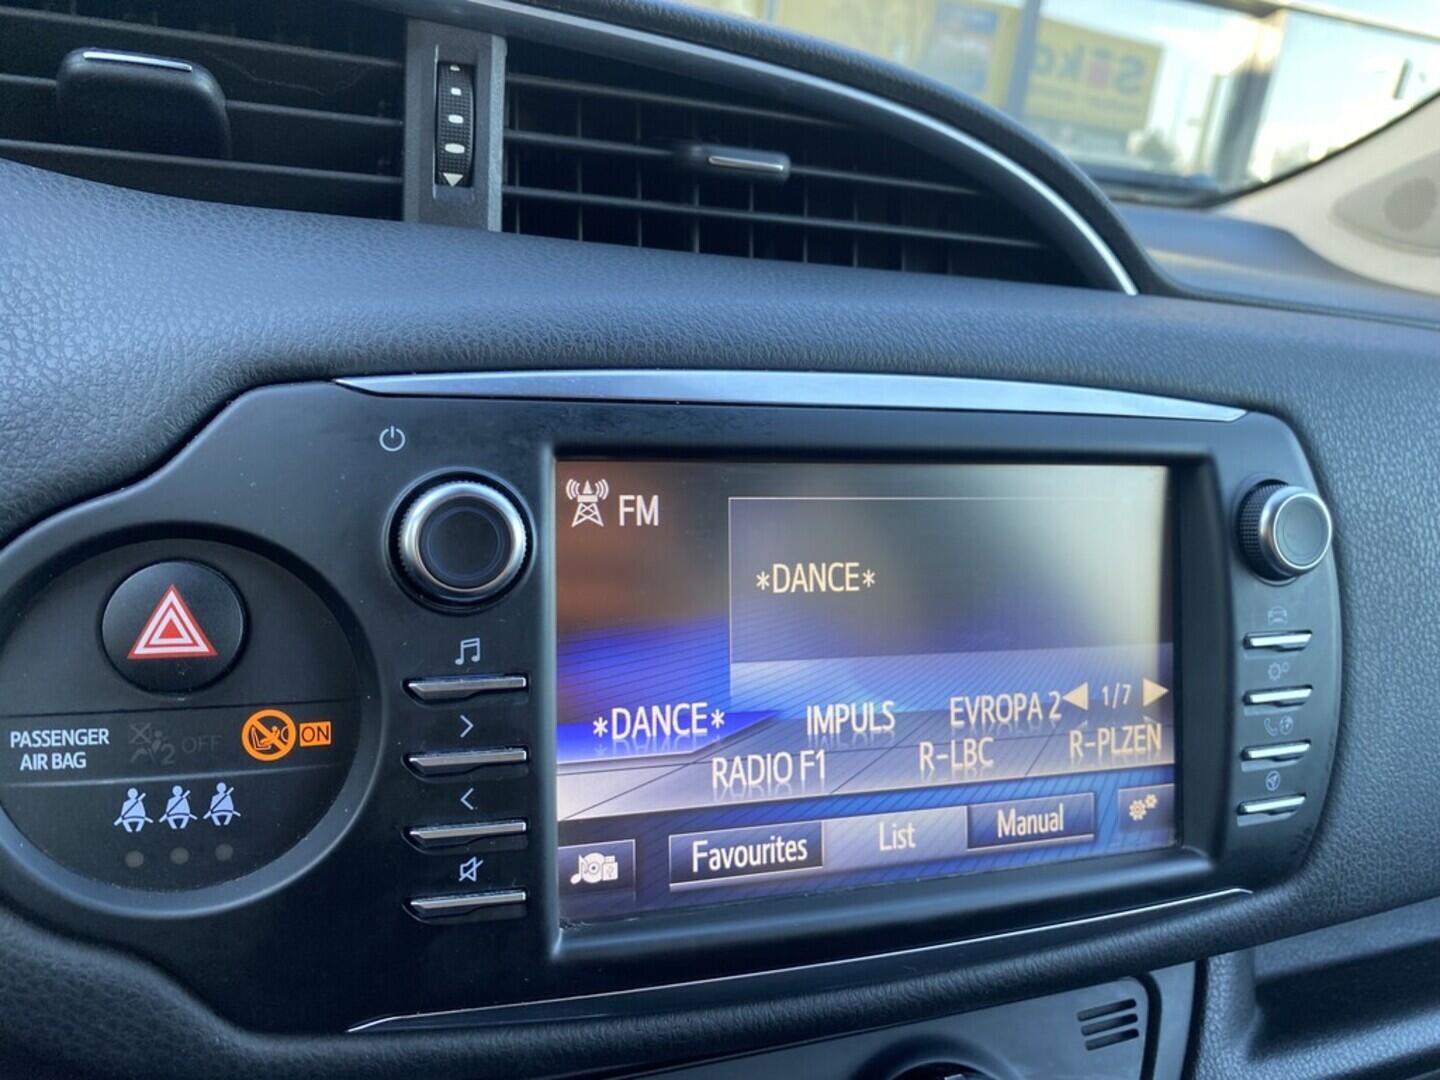 FM
*DANCE*
*DANCE* IMPULS EVROPA 2 1/7
RADIO F1 R-LBC R-PLZEN
Favourites List Manual
PASSENGER
AIR BAG
2 OFF ON